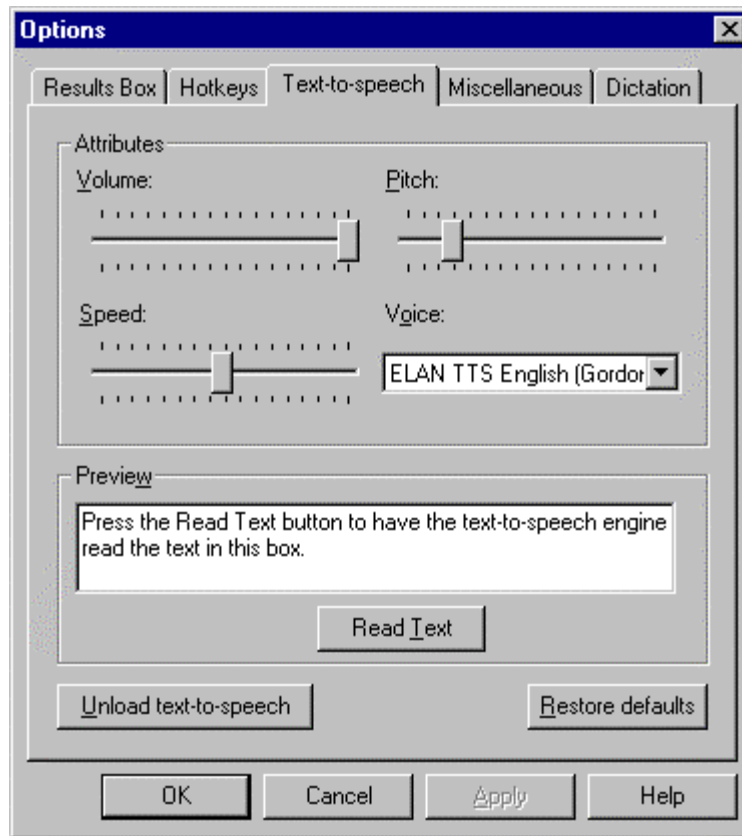 Options
Results Box Hotkeys Text-to-speech Miscellaneous Dictation
Attributes
Volume: Pitch:
Speed: Voice:
ELAN TTS English (Gordor
Preview
Press the Read Text button to have the text-to-speech engine
read the text in this box.
Read Text
Unload text-to-speech Restore defaults
OK Cancel Apply Help